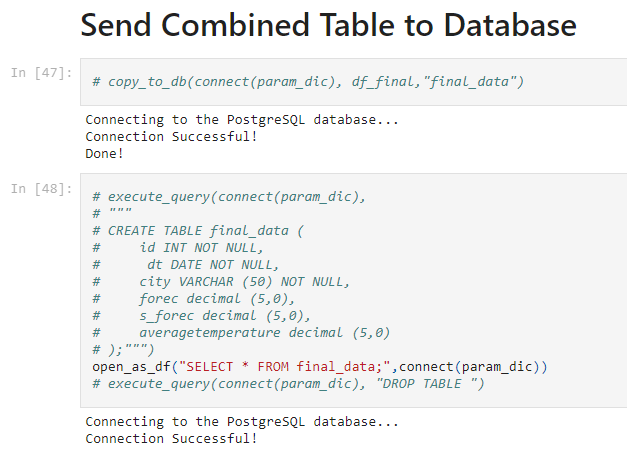 Send Combined Table to Database
In [47]:
# copy_to_db(connect(param_dic), df_final,"final_data")
Connecting to the PostgreSQL database...
Connection Successful!
Done!
In [48]:
# execute_query(connect(param_dic),
# """
# CREATE TABLE final_data (
#     id INT NOT NULL,
#      dt DATE NOT NULL,
#     city VARCHAR (50) NOT NULL,
#     forec decimal (5,0),
#     s_forec decimal (5,0),
#     averagetemperature decimal (5,0)
# );""")
open_as_df("SELECT * FROM final_data;",connect(param_dic))
# execute_query(connect(param_dic), "DROP TABLE ")
Connecting to the PostgreSQL database...
Connection Successful!